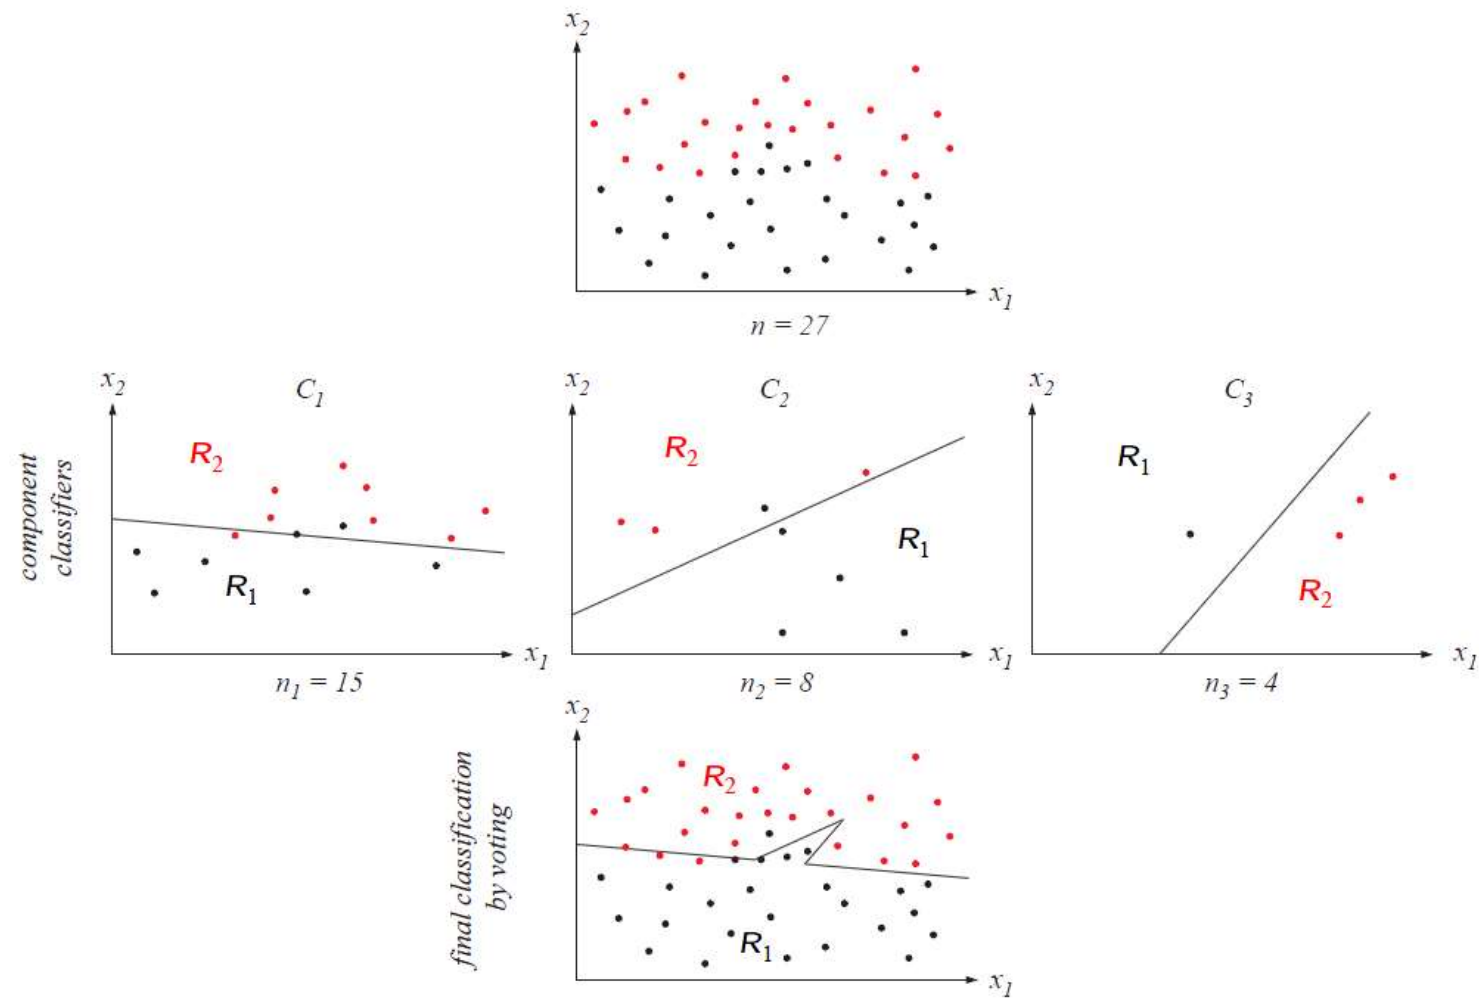 x2
x1
n = 27
x2
C1
R2
R1
x1
n1 = 15
x2
C2
R2
R1
x1
n2 = 8
x2
C3
R1
R2
x1
n3 = 4
component
classifiers
x2
R2
R1
x1
final classification
by voting